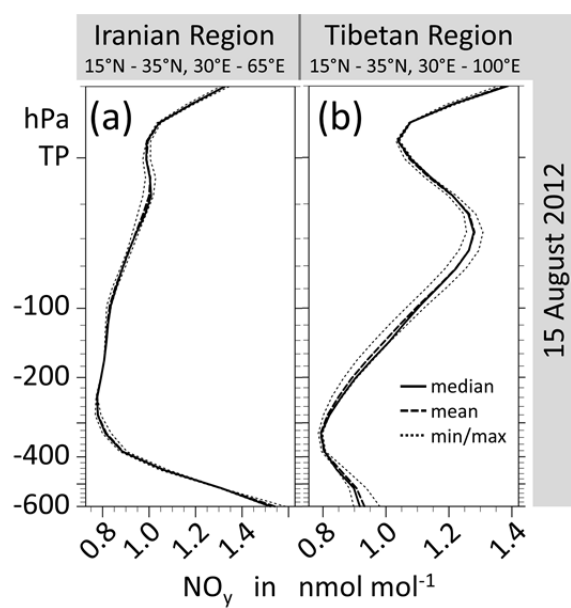 Iranian Region
15°N - 35°N, 30°E - 65°E
Tibetan Region
15°N - 35°N, 30°E - 100°E
hPa
TP
-100
-200
-400
-600
(a)
(b)
median
mean
min/max
15 August 2012
0.8 1.0 1.2 1.4
0.8 1.0 1.2 1.4
NOy in nmol mol-1